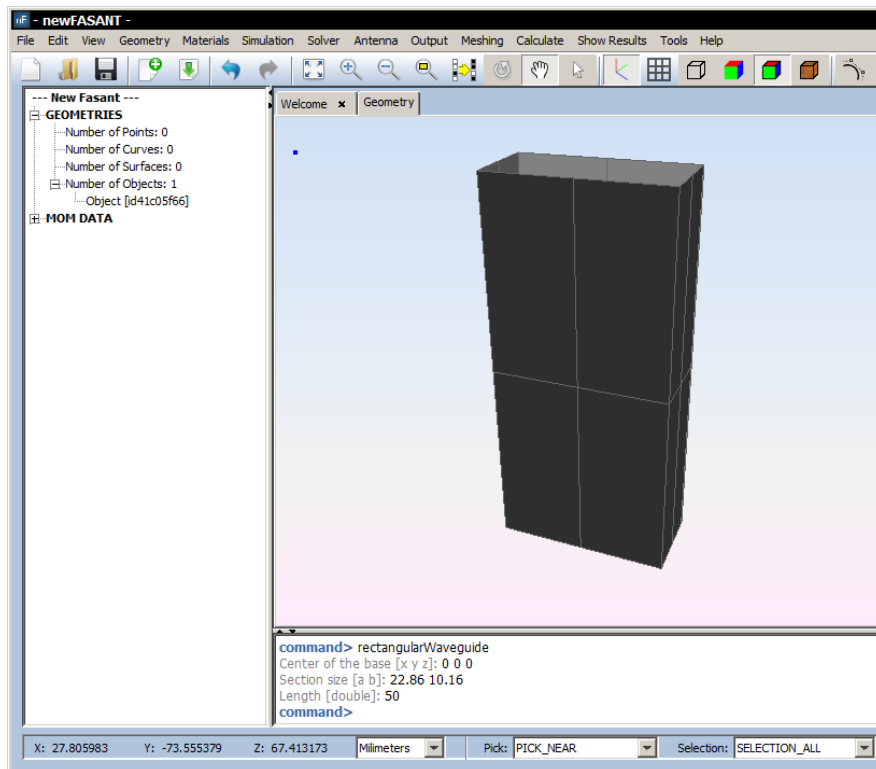 nF - newFASANT -
File Edit View Geometry Materials Simulation Solver Antenna Output Meshing Calculate Show Results Tools Help
--- New Fasant ---
GEOMETRIES
Number of Points: 0
Number of Curves: 0
Number of Surfaces: 0
Number of Objects: 1
Object [id41c05f66]
MOM DATA
Welcome × Geometry
command> rectangularWaveguide
Center of the base [x y z]: 0 0 0
Section size [a b]: 22.86 10.16
Length [double]: 50
command>
X: 27.805983 Y: -73.555379 Z: 67.413173 Milimeters Pick: PICK_NEAR Selection: SELECTION_ALL